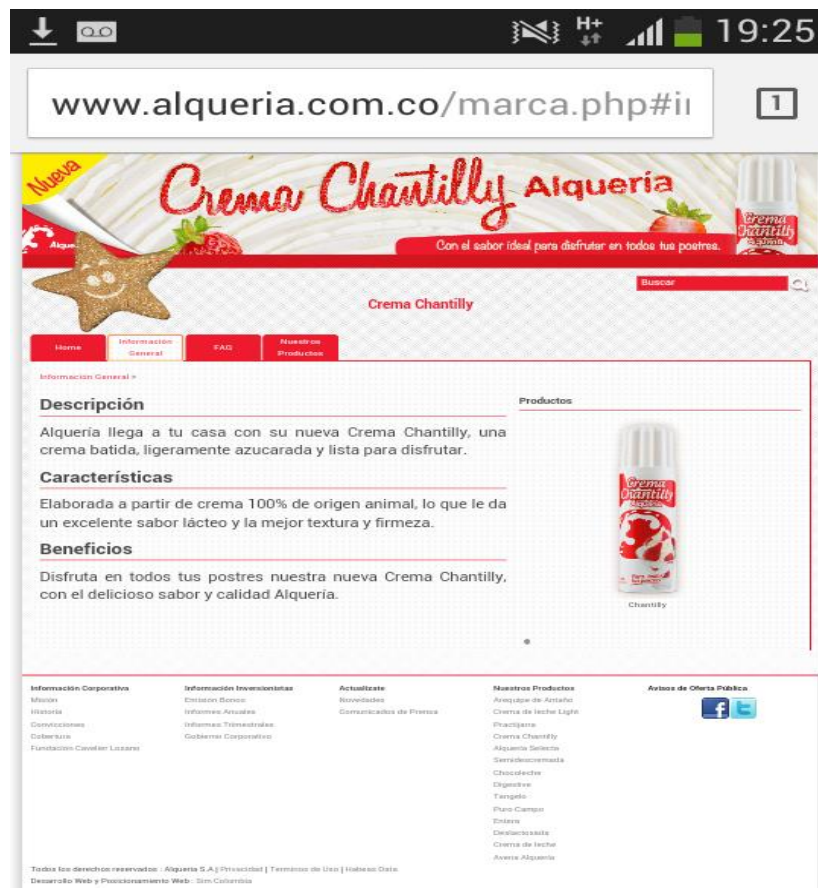 19:25
H+
www.alqueria.com.co/marca.php#ii
1
Nueva
Crema Chantilly Alquería
Con el sabor ideal para disfrutar en todos tus postres.
Crema
Chantilly
Buscar
Crema Chantilly
Home
Información
General
FAQ
Nuestros
Productos
Información General »
Descripción
Alquería llega a tu casa con su nueva Crema Chantilly, una
crema batida, ligeramente azucarada y lista para disfrutar.
Características
Elaborada a partir de crema 100% de origen animal, lo que le da
un excelente sabor lácteo y la mejor textura y firmeza.
Beneficios
Disfruta en todos tus postres nuestra nueva Crema Chantilly,
con el delicioso sabor y calidad Alquería.
Productos
Crema
Chantilly
Chantilly
Información Corporativa
Misión
Historia
Convicciones
Cobertura
Fundación Cavelier Lozano
Información Inversionistas
Emisión Bonos
Informes Anuales
Informes Trimestrales
Gobierno Corporativo
Actualízate
Novedades
Comunicados de Prensa
Nuestros Productos
Arequipe de Antaño
Crema de leche Light
Practijarra
Crema Chantilly
Alquería Selecta
Semidescremada
Chocoleche
Digestive
Tangelo
Puro Campo
Entera
Deslactosada
Crema de leche
Avena Alquería
Avisos de Oferta Pública
Todos los derechos reservados : Alquería S.A | Privacidad | Terminos de Uso | Habeas Data
Desarrollo Web y Posicionamiento Web : Sim Colombia